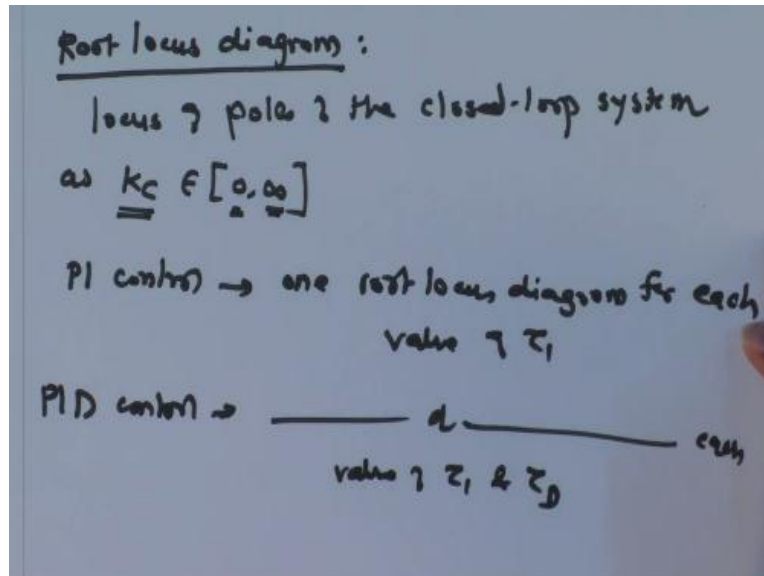 Root locus diagram :
locus of poles of the closed-loop system
as Kc ∈ [0, ∞]
PI control → one root locus diagram for each
value of τI
PID control → ——— d ——— each
value of τI & τD